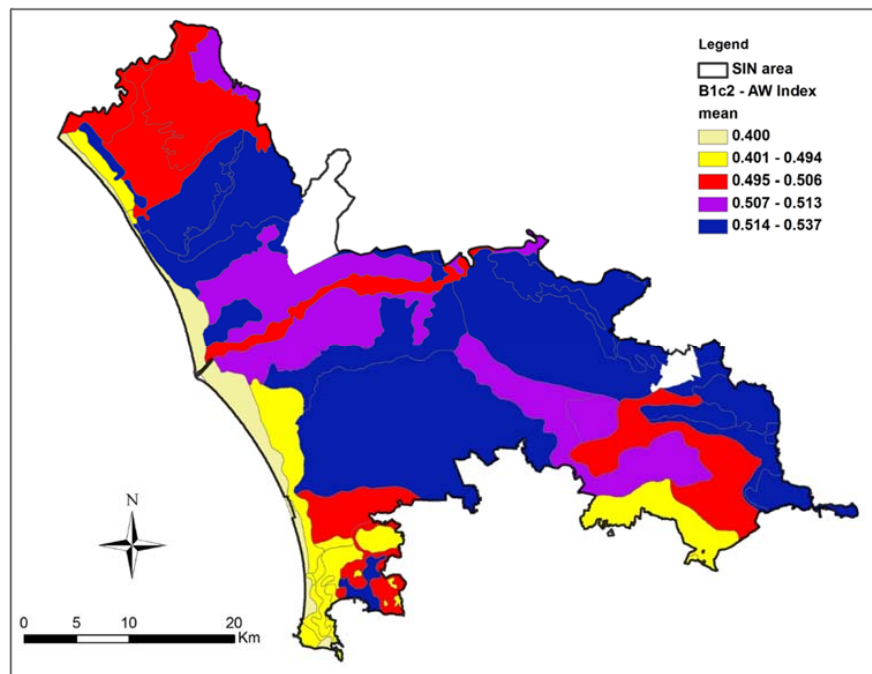 Legend
SIN area
B1c2 - AW Index
mean
0.400
0.401 - 0.494
0.495 - 0.506
0.507 - 0.513
0.514 - 0.537
N
0 5 10 20
Km